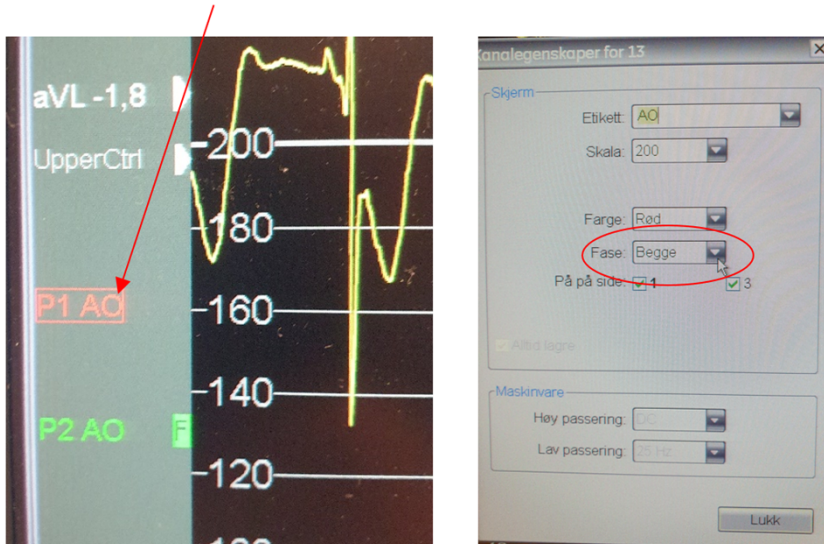 aVL -1,8
UpperCtrl
200
180
P1 AO
160
140
P2 AO
F
120
Kanalegenskaper for 13
Skjerm
Etikett: AO
Skala: 200
Farge: Rød
Fase: Begge
På på side: 1 3
Alltid lagre
Maskinvare
Høy passering: DC
Lav passering: 25 Hz
Lukk